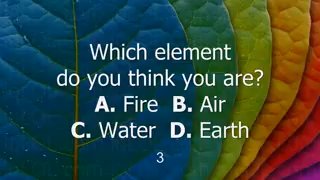 Which element
do you think you are?
A. Fire B. Air
C. Water D. Earth
3